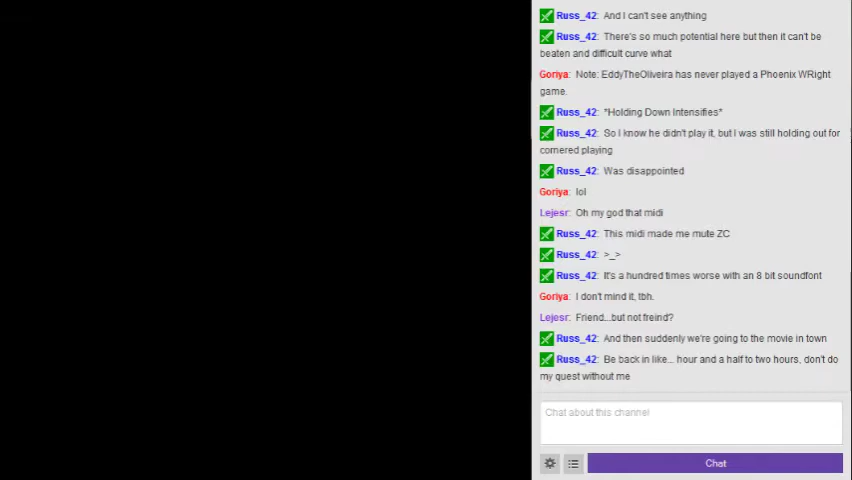 Russ_42: And I can't see anything
Russ_42: There's so much potential here but then it can't be
beaten and difficult curve what
Goriya: Note: EddyTheOliveira has never played a Phoenix WRight
game.
Russ_42: *Holding Down Intensifies*
Russ_42: So I know he didn't play it, but I was still holding out for
cornered playing
Russ_42: Was disappointed
Goriya: lol
Lejesr: Oh my god that midi
Russ_42: This midi made me mute ZC
Russ_42: >_>
Russ_42: It's a hundred times worse with an 8 bit soundfont
Goriya: I don't mind it, tbh.
Lejesr: Friend...but not freind?
Russ_42: And then suddenly we're going to the movie in town
Russ_42: Be back in like... hour and a half to two hours, don't do
my quest without me
Chat about this channel
Chat